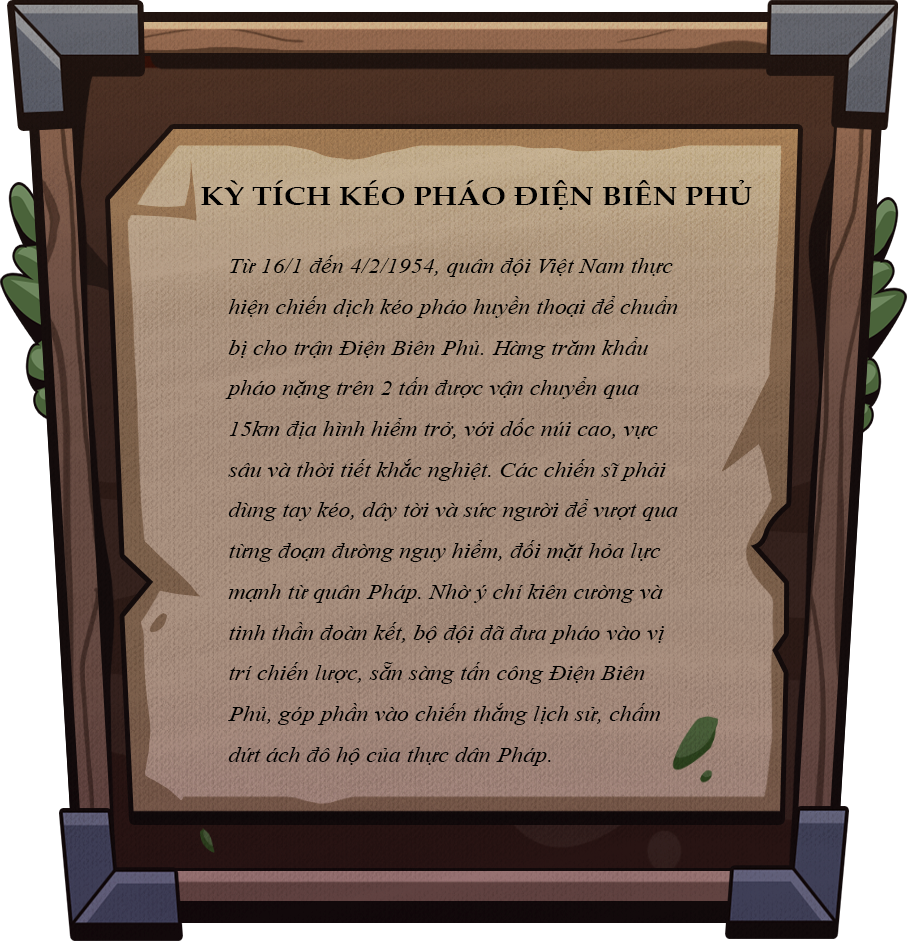 KỲ TÍCH KÉO PHÁO ĐIỆN BIÊN PHỦ
Từ 16/1 đến 4/2/1954, quân đội Việt Nam thực
hiện chiến dịch kéo pháo huyền thoại để chuẩn
bị cho trận Điện Biên Phủ. Hàng trăm khẩu
pháo nặng trên 2 tấn được vận chuyển qua
15km địa hình hiểm trở, với dốc núi cao, vực
sâu và thời tiết khắc nghiệt. Các chiến sĩ phải
dùng tay kéo, dây tời và sức người để vượt qua
từng đoạn đường nguy hiểm, đối mặt hỏa lực
mạnh từ quân Pháp. Nhờ ý chí kiên cường và
tinh thần đoàn kết, bộ đội đã đưa pháo vào vị
trí chiến lược, sẵn sàng tấn công Điện Biên
Phủ, góp phần vào chiến thắng lịch sử, chấm
dứt ách đô hộ của thực dân Pháp.